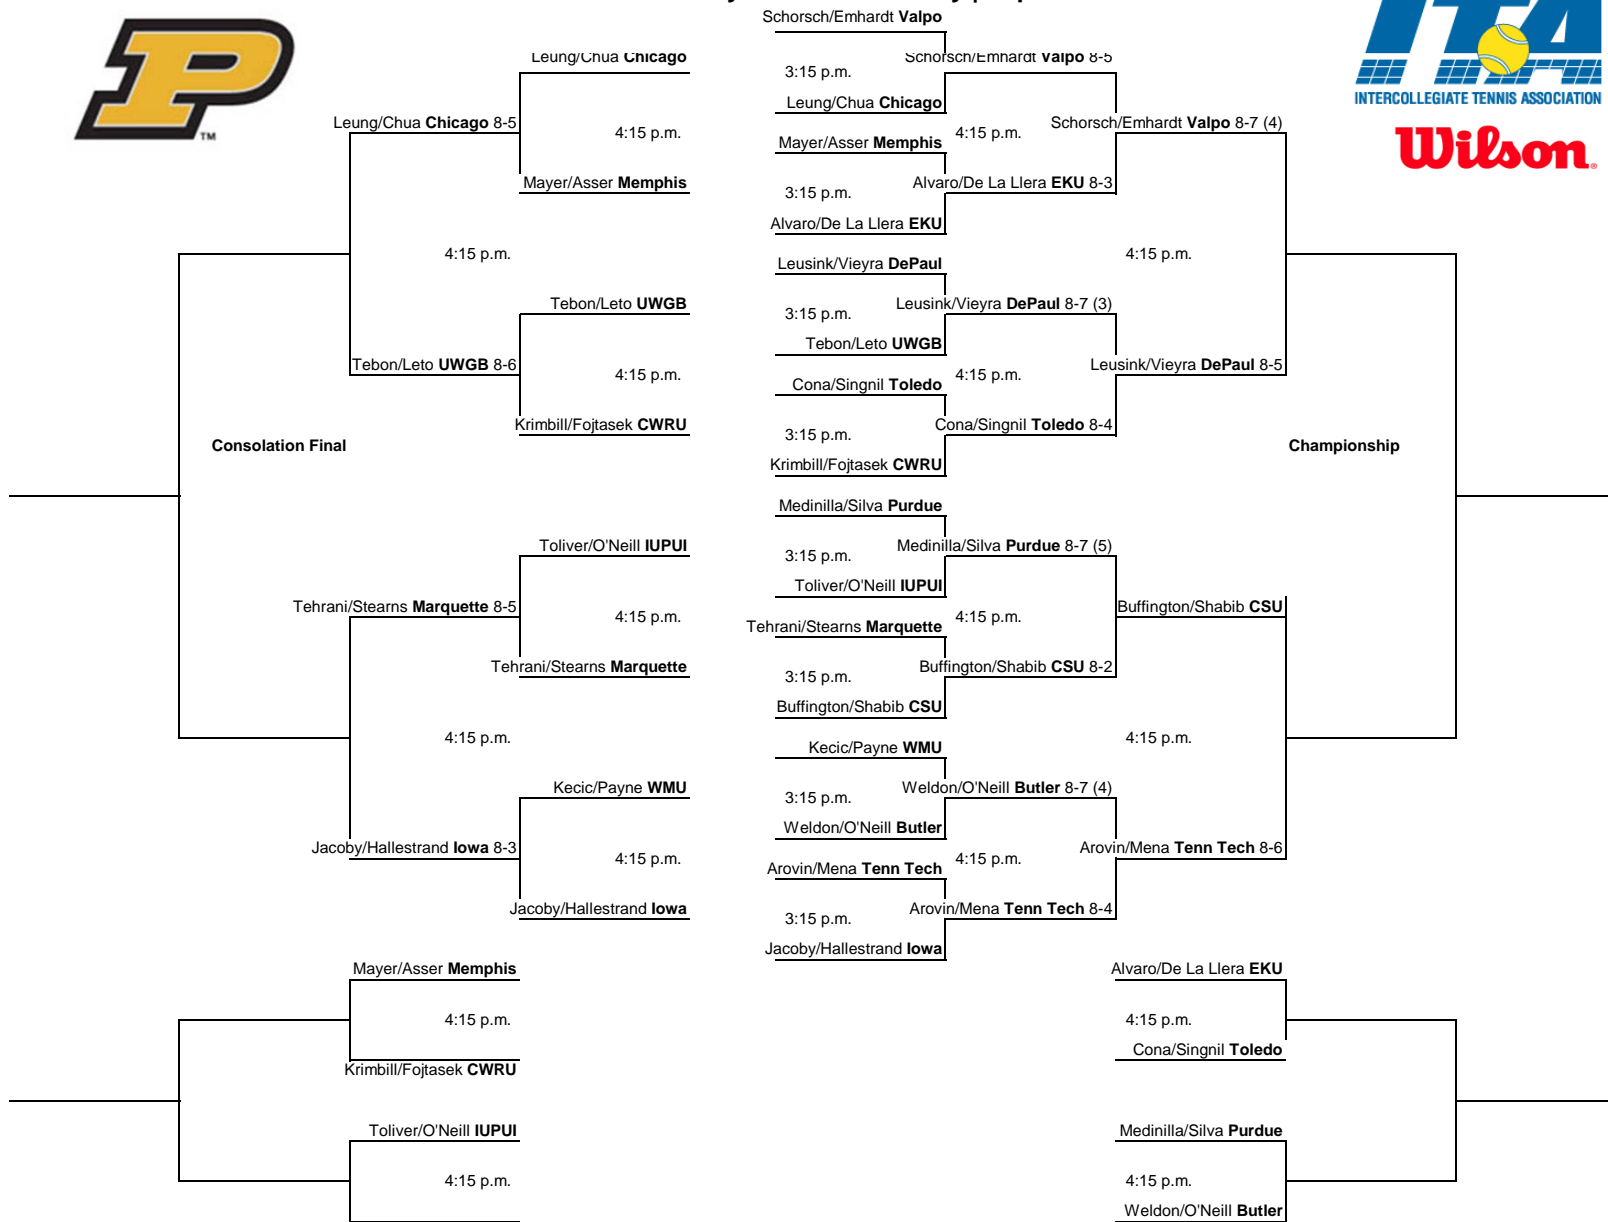 Schorsch/Emhardt Valpo
Leung/Chua Chicago
Schorsch/Emhardt Valpo 8-5
3:15 p.m.
INTERCOLLEGIATE TENNIS ASSOCIATION
ITA
Leung/Chua Chicago
TM
Leung/Chua Chicago 8-5
4:15 p.m.
4:15 p.m.
Schorsch/Emhardt Valpo 8-7 (4)
Wilson
Mayer/Asser Memphis
Mayer/Asser Memphis
3:15 p.m.
Alvaro/De La Llera EKU 8-3
Alvaro/De La Llera EKU
4:15 p.m.
4:15 p.m.
Leusink/Vieyra DePaul
Tebon/Leto UWGB
3:15 p.m.
Leusink/Vieyra DePaul 8-7 (3)
Tebon/Leto UWGB
Tebon/Leto UWGB 8-6
4:15 p.m.
4:15 p.m.
Leusink/Vieyra DePaul 8-5
Cona/Singnil Toledo
Krimbill/Fojtasek CWRU
3:15 p.m.
Cona/Singnil Toledo 8-4
Consolation Final
Championship
Krimbill/Fojtasek CWRU
Medinilla/Silva Purdue
Toliver/O'Neill IUPUI
3:15 p.m.
Medinilla/Silva Purdue 8-7 (5)
Toliver/O'Neill IUPUI
Tehrani/Stearns Marquette 8-5
4:15 p.m.
4:15 p.m.
Buffington/Shabib CSU
Tehrani/Stearns Marquette
Tehrani/Stearns Marquette
3:15 p.m.
Buffington/Shabib CSU 8-2
Buffington/Shabib CSU
4:15 p.m.
4:15 p.m.
Kecic/Payne WMU
Kecic/Payne WMU
3:15 p.m.
Weldon/O'Neill Butler 8-7 (4)
Weldon/O'Neill Butler
Jacoby/Hallestrand Iowa 8-3
4:15 p.m.
4:15 p.m.
Arovin/Mena Tenn Tech 8-6
Arovin/Mena Tenn Tech
Jacoby/Hallestrand Iowa
3:15 p.m.
Arovin/Mena Tenn Tech 8-4
Jacoby/Hallestrand Iowa
Mayer/Asser Memphis
Alvaro/De La Llera EKU
4:15 p.m.
4:15 p.m.
Cona/Singnil Toledo
Krimbill/Fojtasek CWRU
Toliver/O'Neill IUPUI
Medinilla/Silva Purdue
4:15 p.m.
4:15 p.m.
Weldon/O'Neill Butler